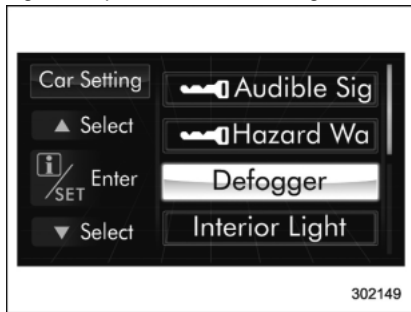 Car Setting
Audible Sig
▲ Select
Hazard Wa
i/SET Enter
Defogger
▼ Select
Interior Light
302149